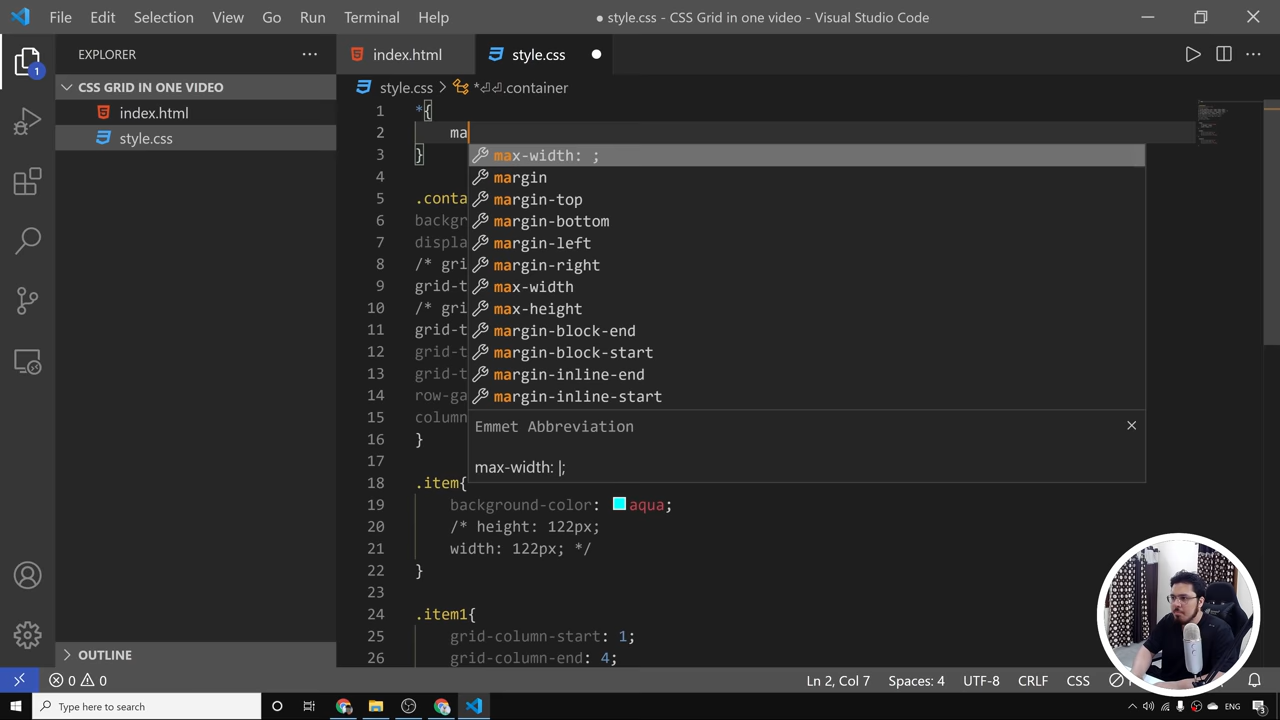 File Edit Selection View Go Run Terminal Help
● style.css - CSS Grid in one video - Visual Studio Code
EXPLORER
index.html
style.css
1
CSS GRID IN ONE VIDEO
index.html
style.css
OUTLINE
style.css > *⏎⏎.container
1 *{
2 ma
3 }
4
5 .conta
6 backgr
7 displa
8 /* gri
9 grid-t
10 /* gri
11 grid-t
12 grid-t
13 grid-t
14 row-ga
15 column
16 }
17
18 .item{
19 background-color: aqua;
20 /* height: 122px;
21 width: 122px; */
22 }
23
24 .item1{
25 grid-column-start: 1;
26 grid-column-end: 4;
max-width: ;
margin
margin-top
margin-bottom
margin-left
margin-right
max-width
max-height
margin-block-end
margin-block-start
margin-inline-end
margin-inline-start
Emmet Abbreviation
max-width: |;
0 0 Ln 2, Col 7 Spaces: 4 UTF-8 CRLF CSS
Type here to search
ENG